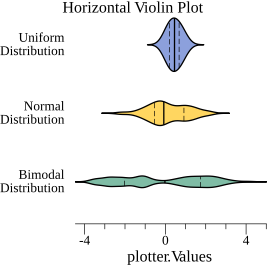 Horizontal Violin Plot
Uniform
Distribution
Normal
Distribution
Bimodal
Distribution
-4 0 4
plotter.Values